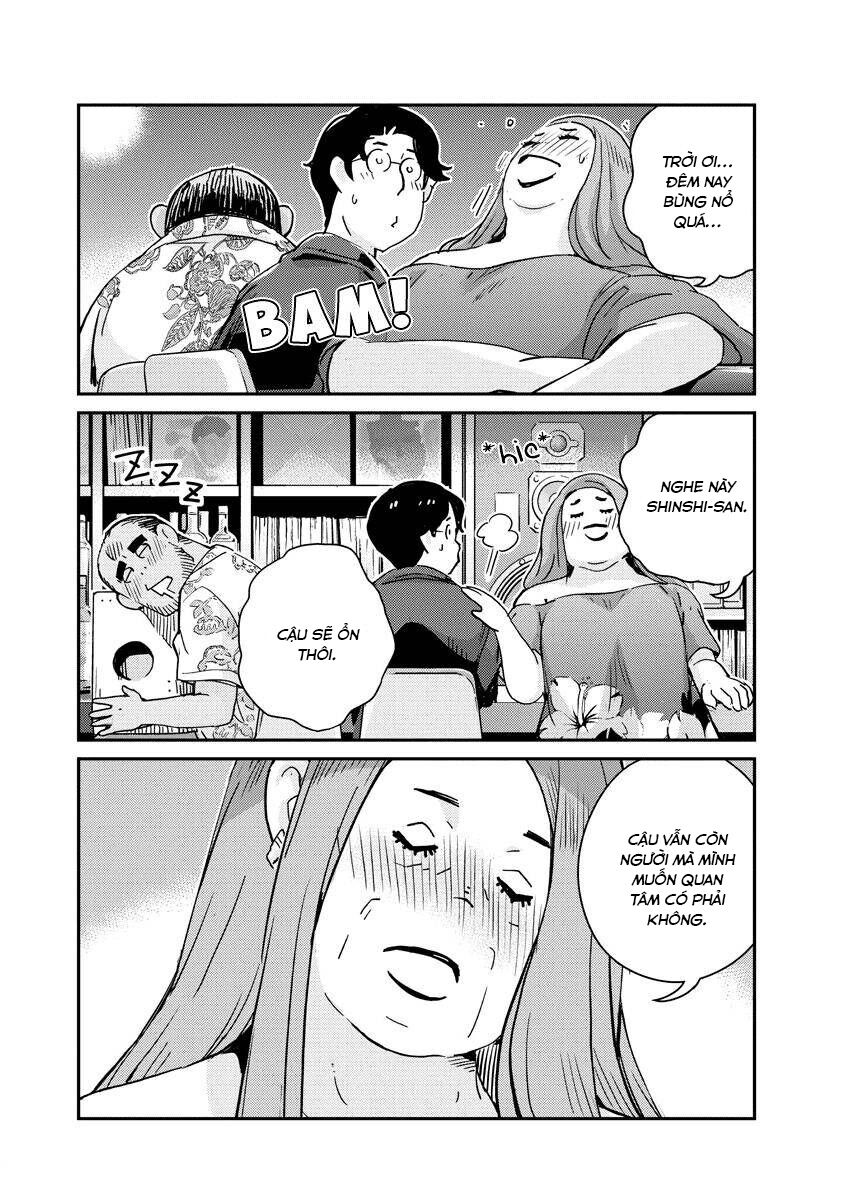 TRỜI ƠI...
ĐÊM NAY
BÙNG NỔ
QUÁ...
BAM!
*hic*
NGHE NÀY
SHINSHI-SAN.
Z Z Z Z
CẬU SẼ ỔN
THÔI.
CẬU VẪN CÒN
NGƯỜI MÀ MÌNH
MUỐN QUAN
TÂM CÓ PHẢI
KHÔNG.